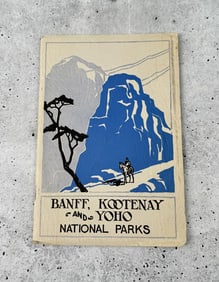 BANFF, KOOTENAY
AND YOHO
NATIONAL PARKS